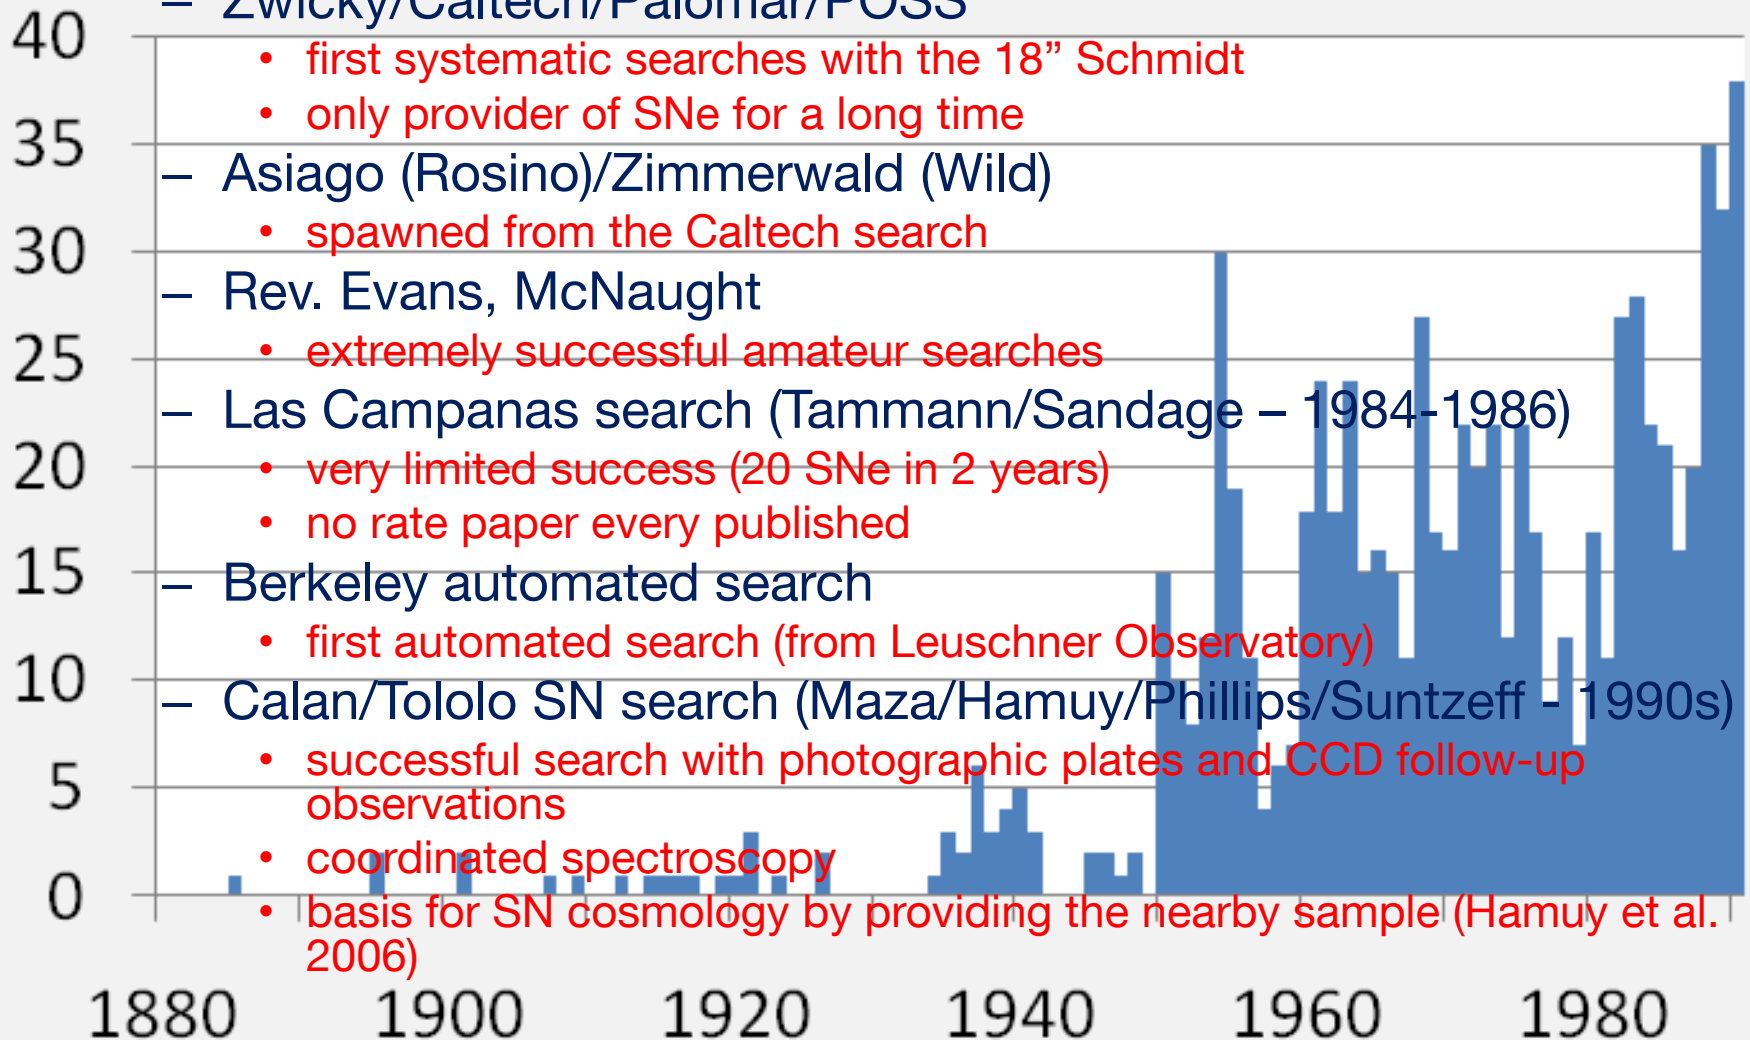 – Zwicky/Caltech/Palomar/POSS
• first systematic searches with the 18” Schmidt
• only provider of SNe for a long time
– Asiago (Rosino)/Zimmerwald (Wild)
• spawned from the Caltech search
– Rev. Evans, McNaught
• extremely successful amateur searches
– Las Campanas search (Tammann/Sandage – 1984-1986)
• very limited success (20 SNe in 2 years)
• no rate paper every published
– Berkeley automated search
• first automated search (from Leuschner Observatory)
– Calan/Tololo SN search (Maza/Hamuy/Phillips/Suntzeff - 1990s)
• successful search with photographic plates and CCD follow-up
observations
• coordinated spectroscopy
• basis for SN cosmology by providing the nearby sample (Hamuy et al.
2006)
40
35
30
25
20
15
10
5
0
1880 1900 1920 1940 1960 1980